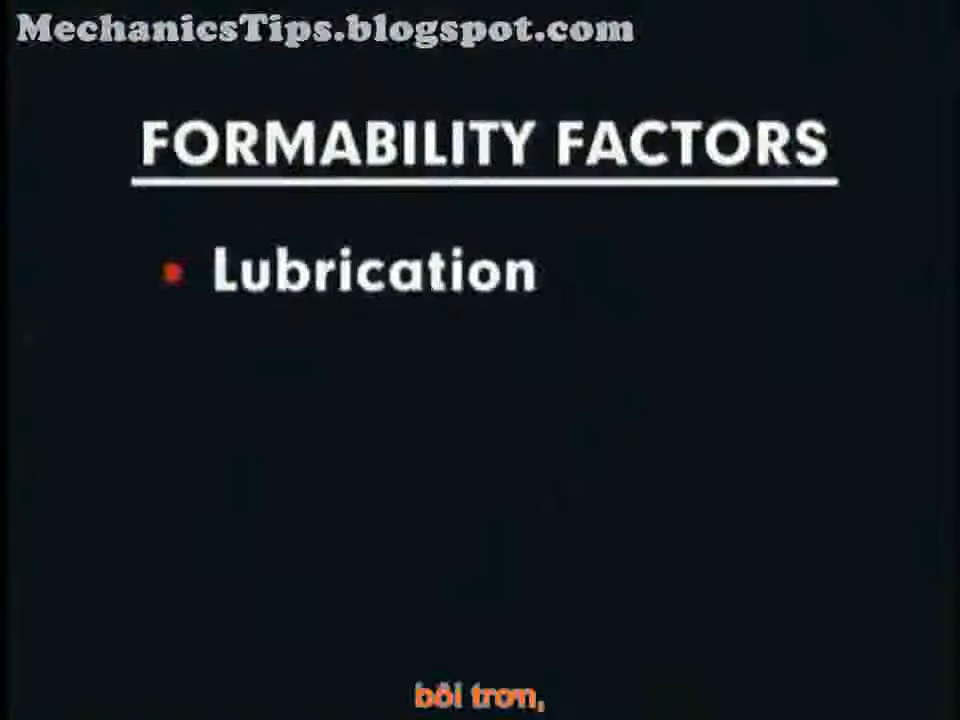 MechanicsTips.blogspot.com
FORMABILITY FACTORS
• Lubrication
bôi trơn,